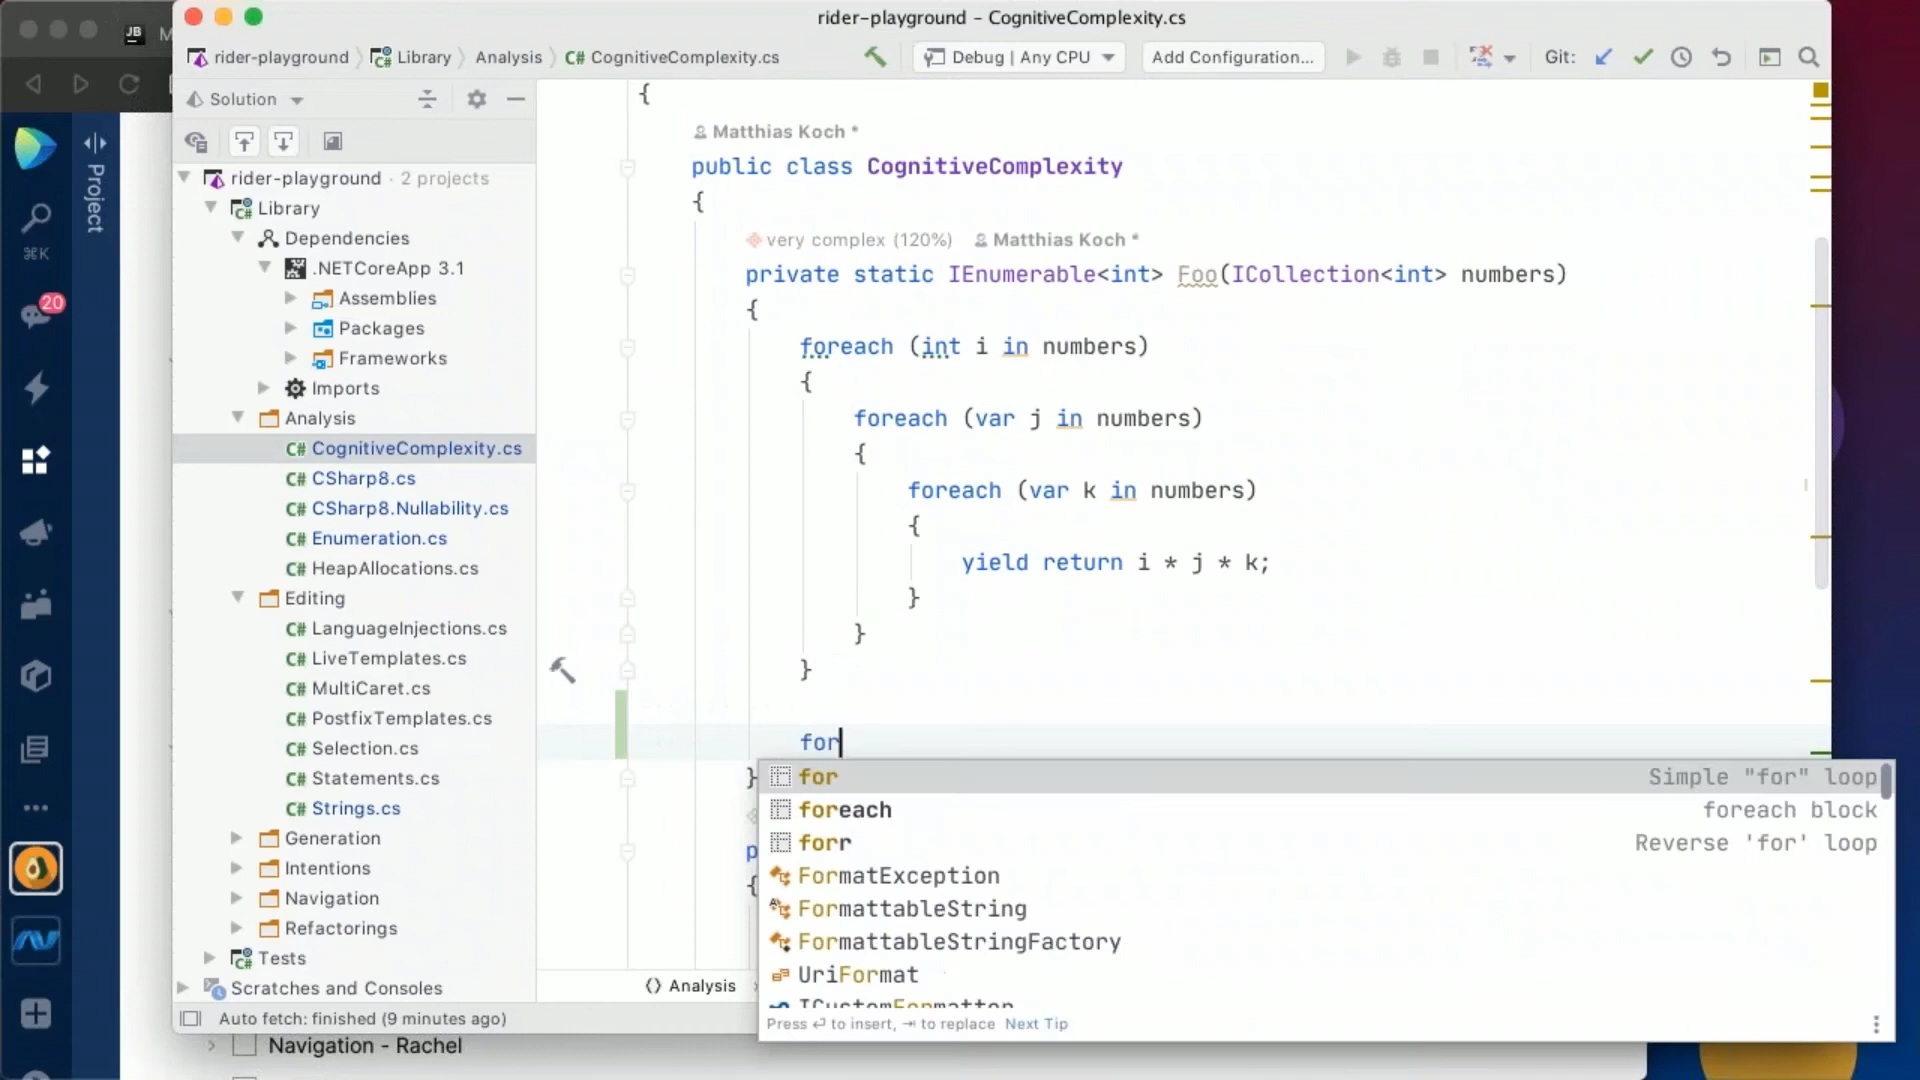 rider-playground – CognitiveComplexity.cs
JB M
rider-playground Library Analysis C# CognitiveComplexity.cs
Debug | Any CPU Add Configuration... Git:
Solution
⌘K
20
Project
rider-playground · 2 projects
Library
Dependencies
.NETCoreApp 3.1
Assemblies
Packages
Frameworks
Imports
Analysis
C# CognitiveComplexity.cs
C# CSharp8.cs
C# CSharp8.Nullability.cs
C# Enumeration.cs
C# HeapAllocations.cs
Editing
C# LanguageInjections.cs
C# LiveTemplates.cs
C# MultiCaret.cs
C# PostfixTemplates.cs
C# Selection.cs
C# Statements.cs
C# Strings.cs
Generation
Intentions
Navigation
Refactorings
Tests
Scratches and Consoles
{
Matthias Koch *
public class CognitiveComplexity
{
very complex (120%) Matthias Koch *
private static IEnumerable<int> Foo(ICollection<int> numbers)
{
foreach (int i in numbers)
{
foreach (var j in numbers)
{
foreach (var k in numbers)
{
yield return i * j * k;
}
}
}
for
}
p
{
for Simple "for" loop
foreach foreach block
forr Reverse 'for' loop
FormatException
FormattableString
FormattableStringFactory
UriFormat
ICustomFormatter
Press ⏎ to insert, ⇥ to replace Next Tip
{} Analysis
Auto fetch: finished (9 minutes ago)
Navigation - Rachel